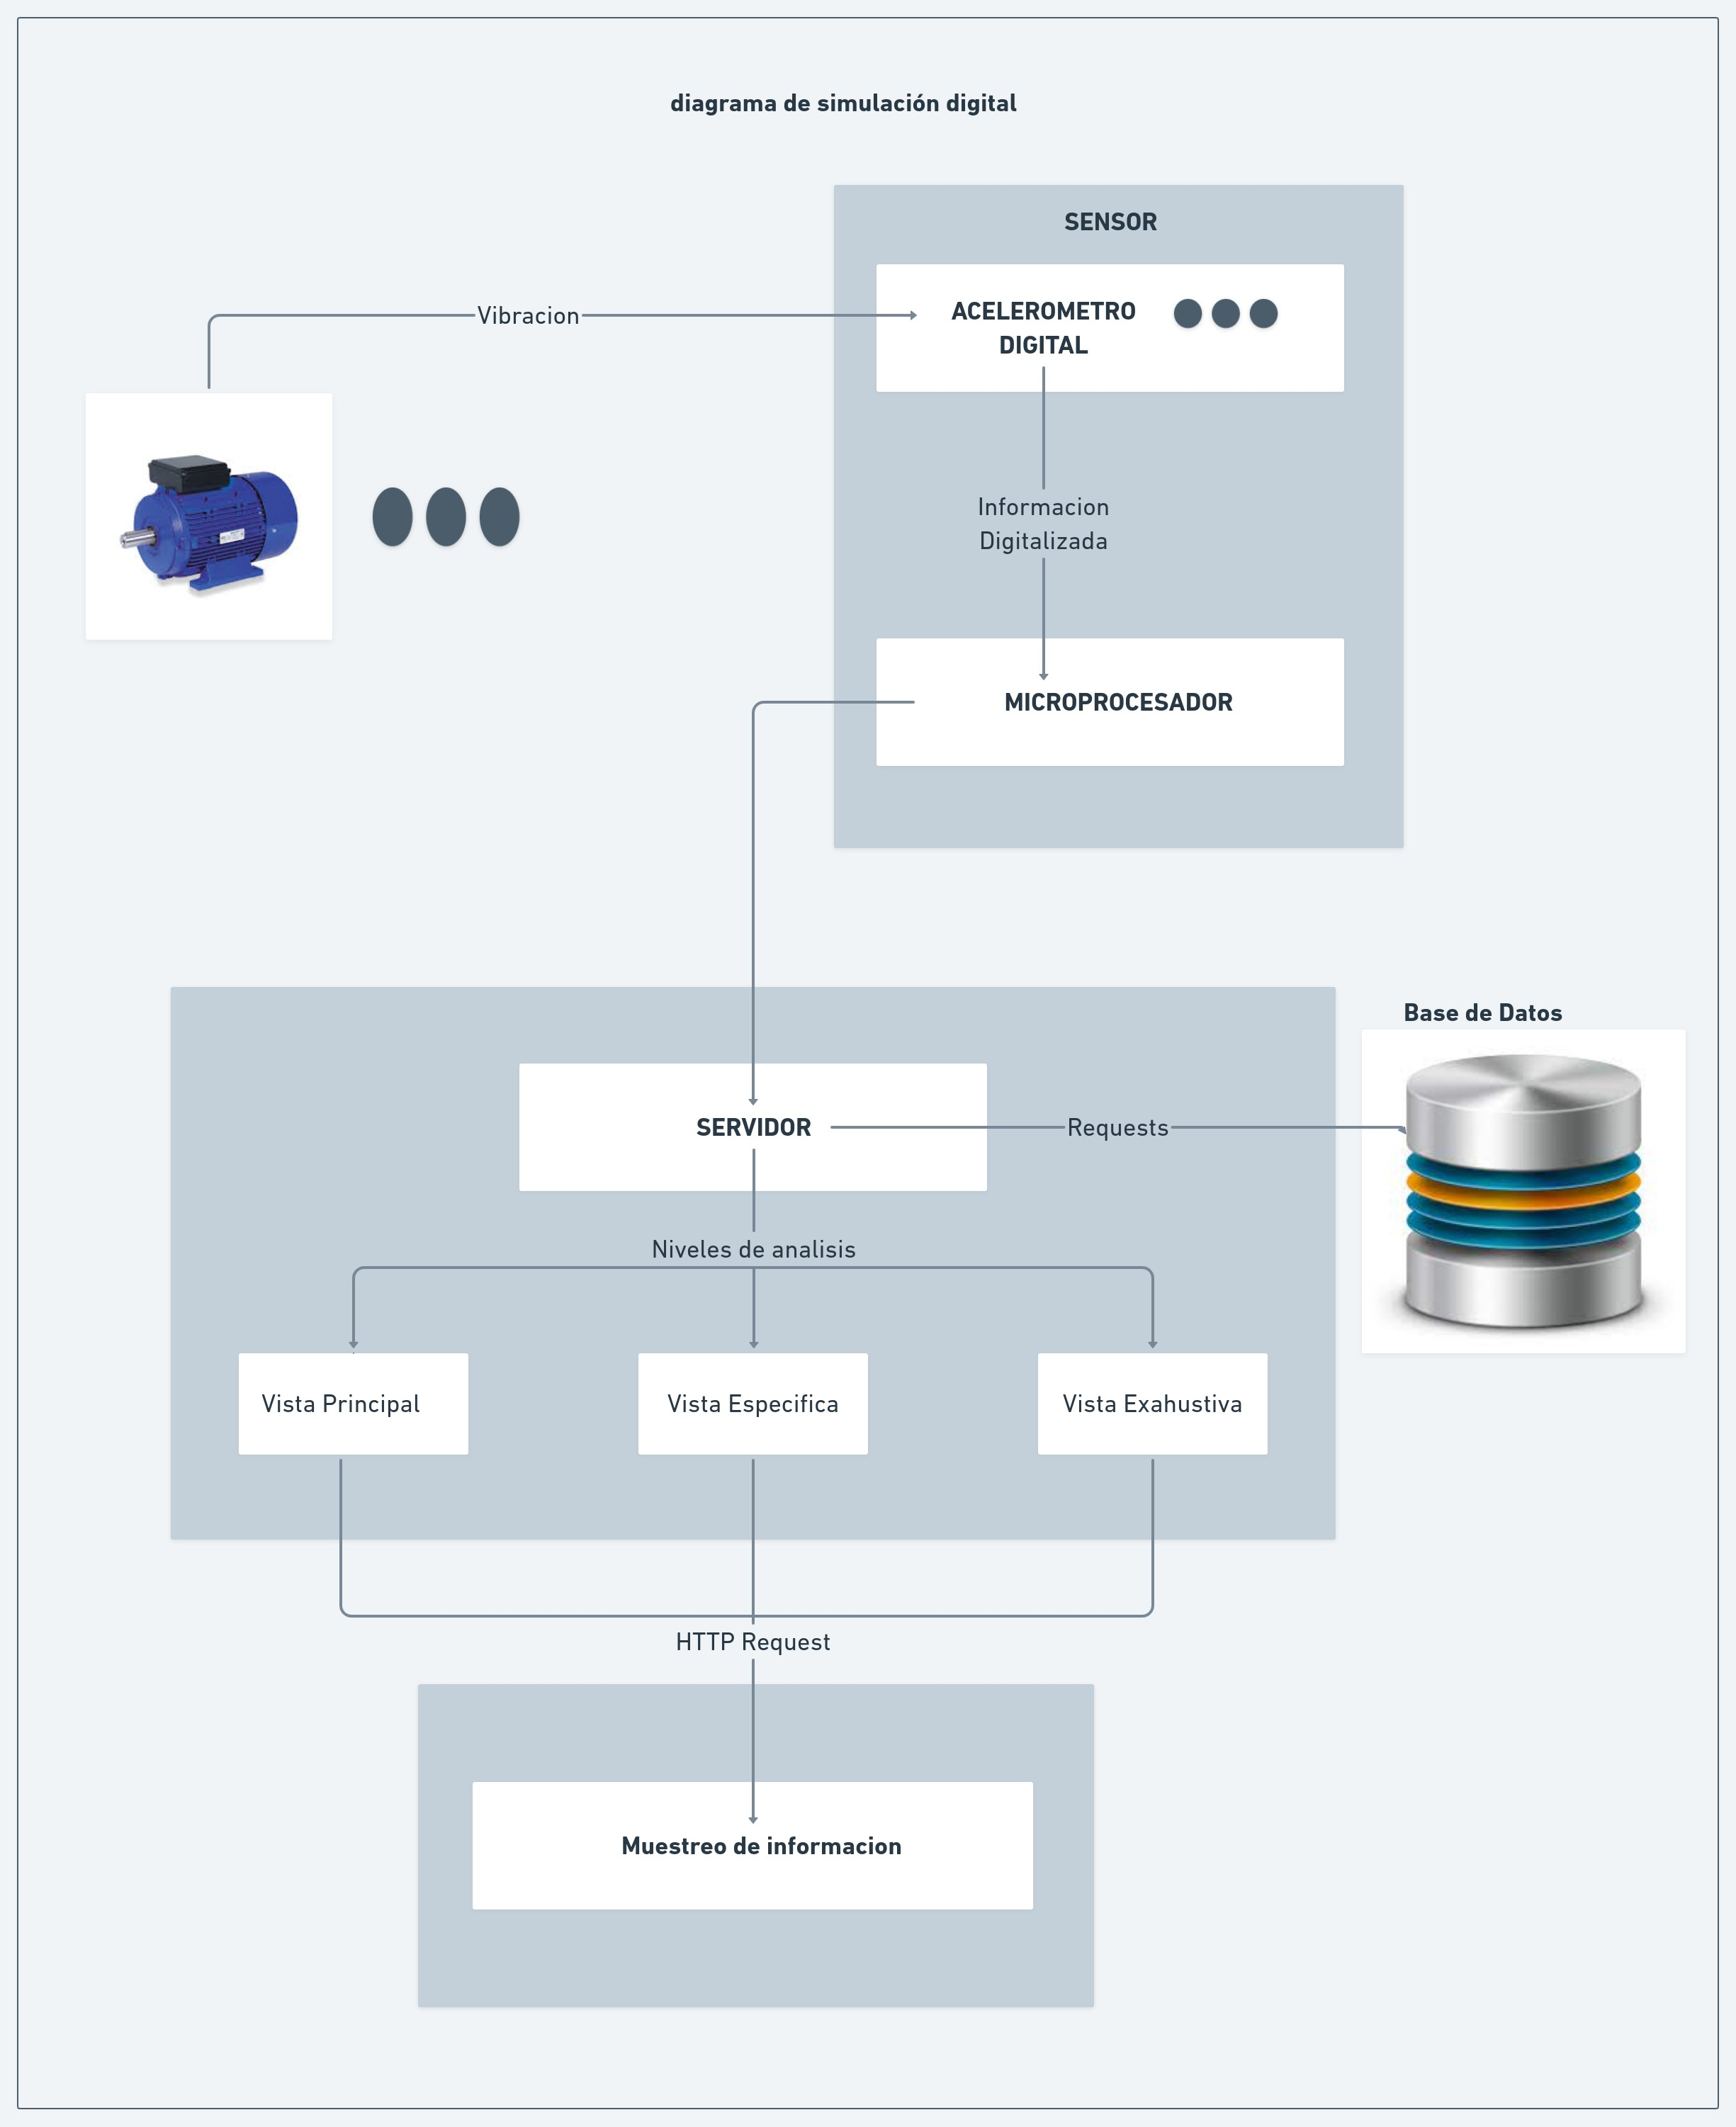 diagrama de simulación digital
SENSOR
Vibracion
ACELEROMETRO
DIGITAL
Informacion
Digitalizada
MICROPROCESADOR
Base de Datos
SERVIDOR
Requests
Niveles de analisis
Vista Principal
Vista Especifica
Vista Exahustiva
HTTP Request
Muestreo de informacion